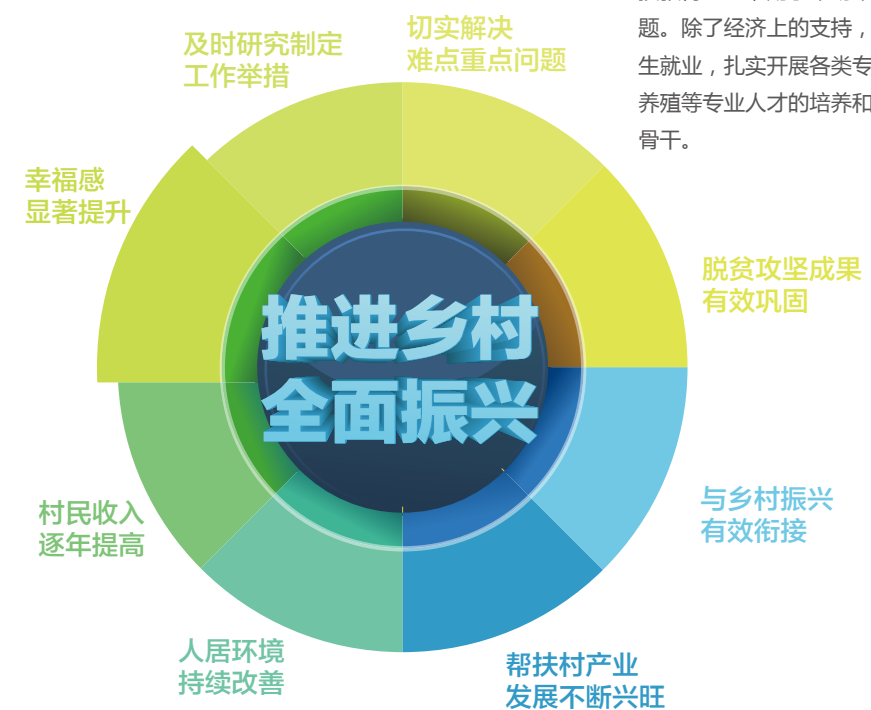 及时研究制定
工作举措
切实解决
难点重点问题
题。除了经济上的支持，
生就业，扎实开展各类专
养殖等专业人才的培养和
骨干。
幸福感
显著提升
脱贫攻坚成果
有效巩固
推进乡村
全面振兴
村民收入
逐年提高
与乡村振兴
有效衔接
人居环境
持续改善
帮扶村产业
发展不断兴旺